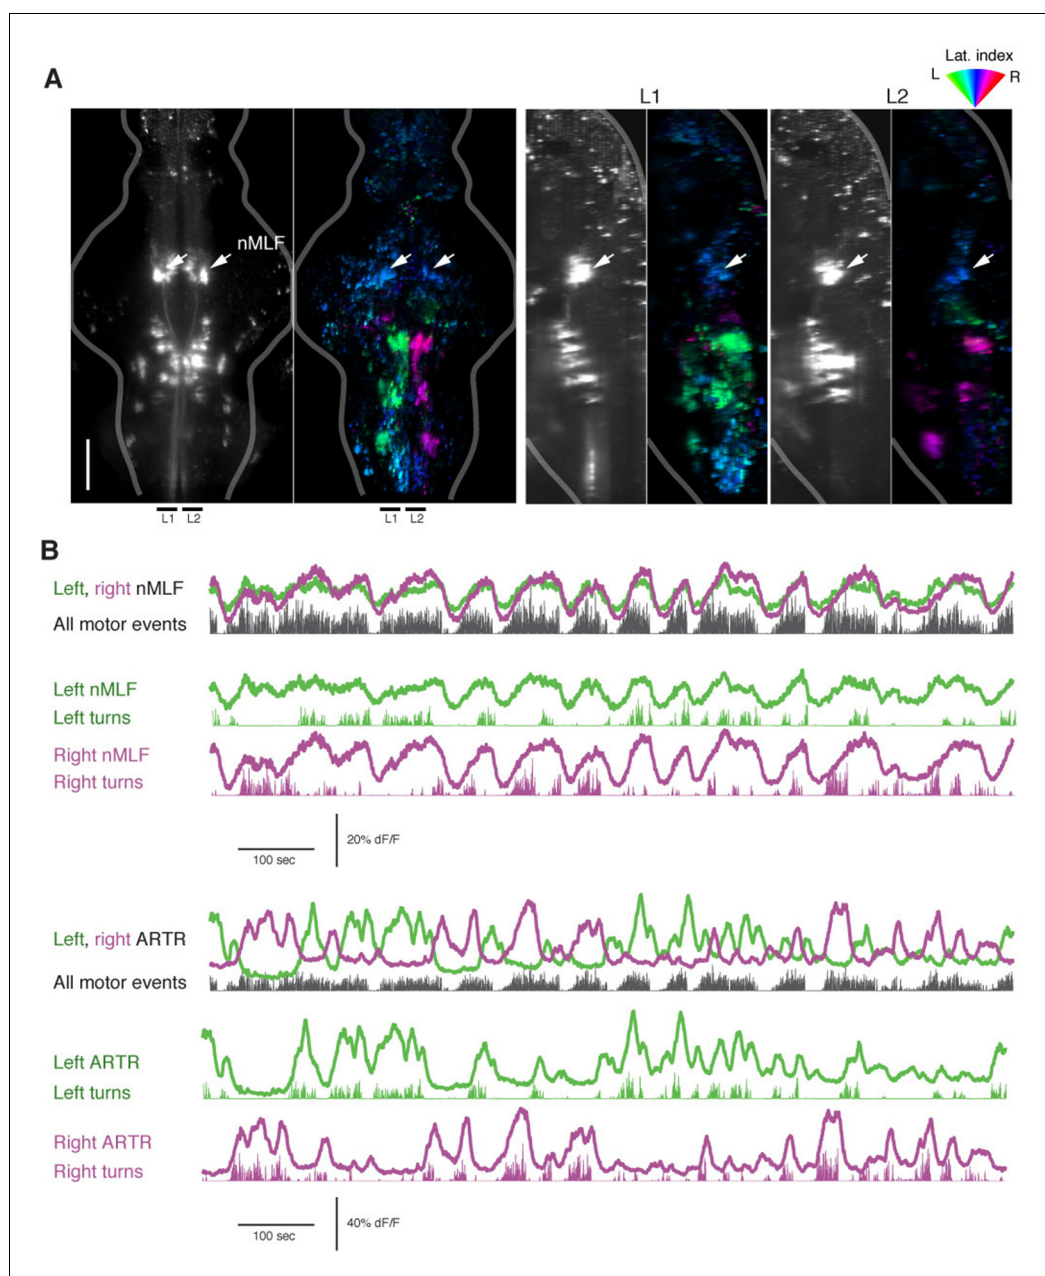 A
Lat. index
L
R
L1
L2
nMLF
L1
L2
L1
L2
B
Left, right nMLF
All motor events
Left nMLF
Left turns
Right nMLF
Right turns
100 sec
20% dF/F
Left, right ARTR
All motor events
Left ARTR
Left turns
Right ARTR
Right turns
100 sec
40% dF/F